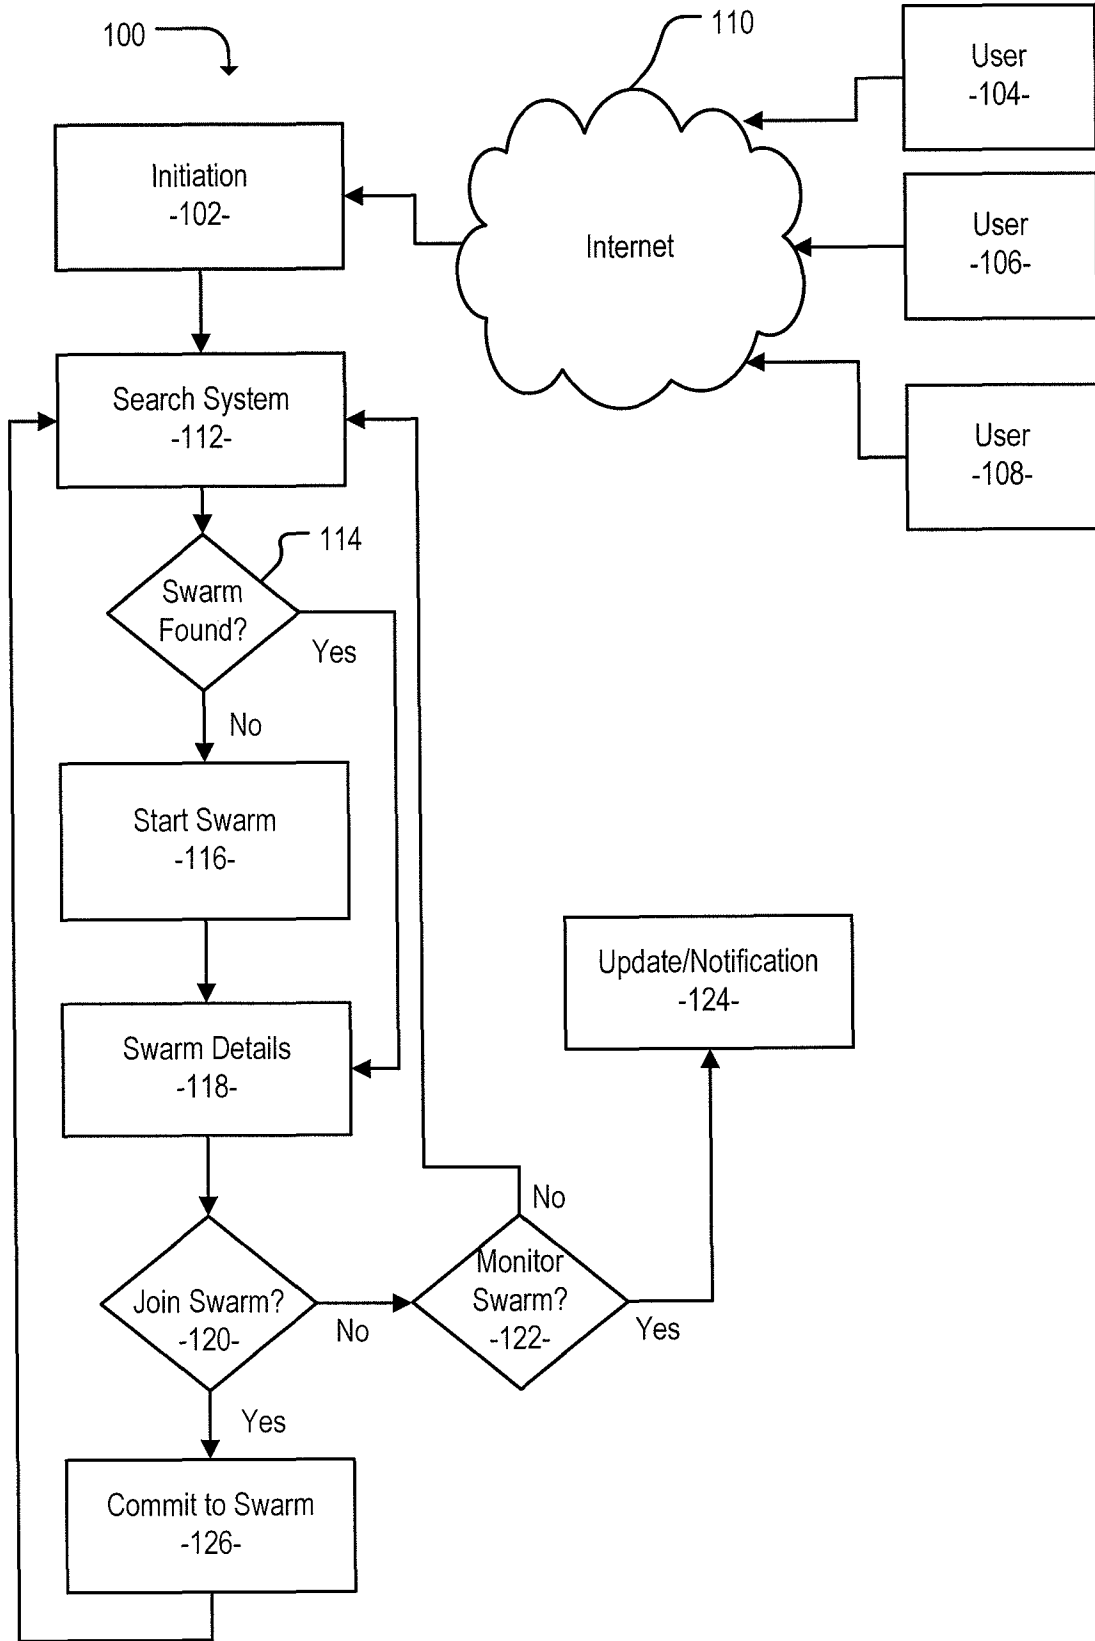 100
110
User
-104-
Initiation
-102-
Internet
User
-106-
Search System
-112-
User
-108-
114
Swarm
Found?
Yes
No
Start Swarm
-116-
Update/Notification
-124-
Swarm Details
-118-
No
Monitor
Swarm?
-122-
Join Swarm?
-120-
No
Yes
Yes
Commit to Swarm
-126-